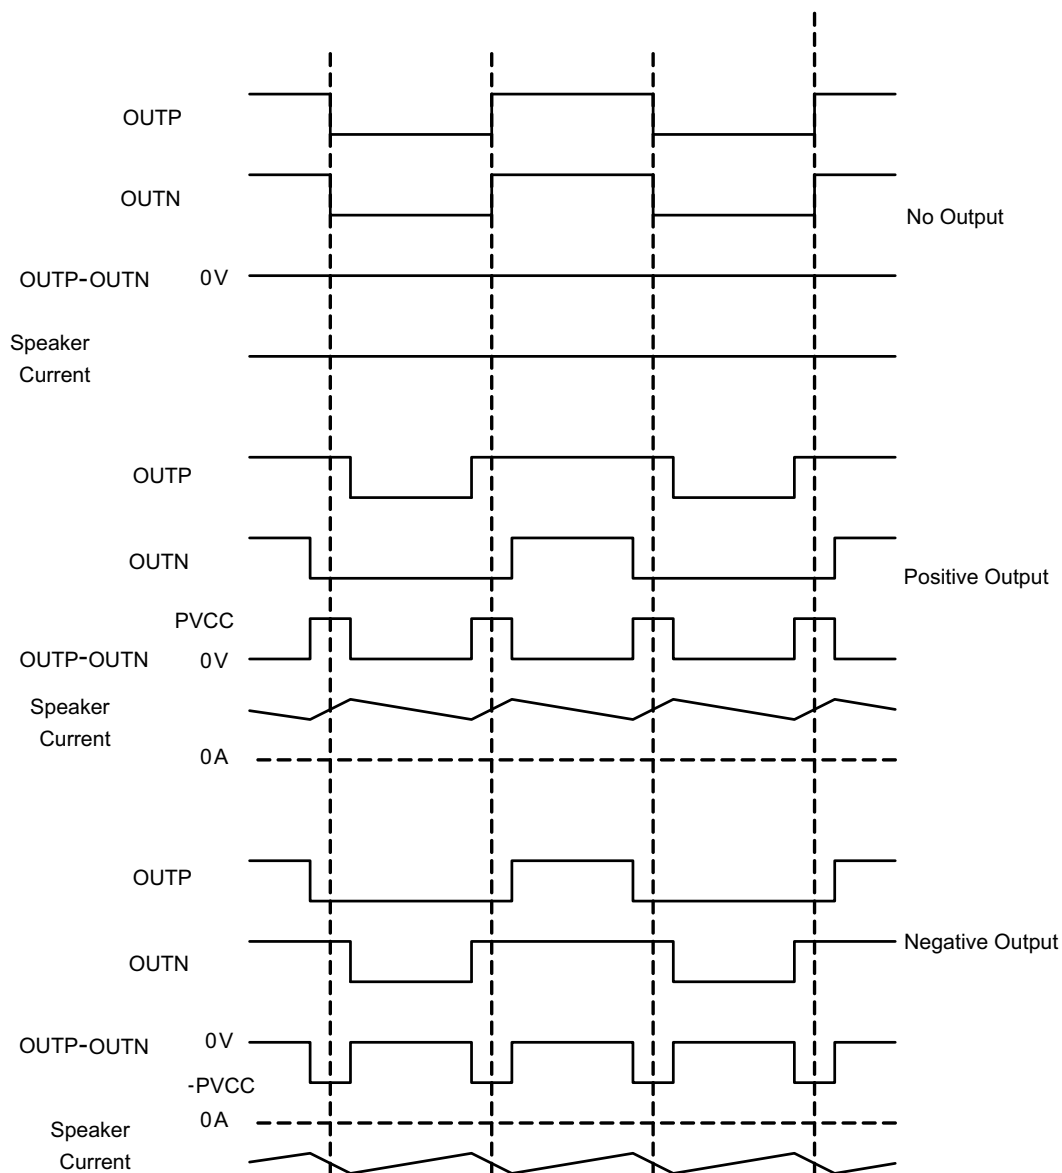 OUTP
OUTN
No Output
OUTP-OUTN 0V
Speaker
Current
OUTP
OUTN
Positive Output
PVCC
OUTP-OUTN 0V
Speaker
Current
0A
OUTP
Negative Output
OUTN
OUTP-OUTN 0V
-PVCC
0A
Speaker
Current